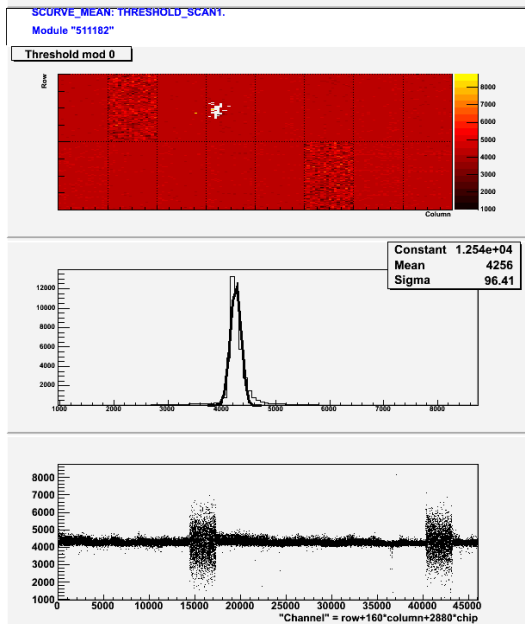 SCURVE_MEAN: THRESHOLD_SCAN1.
Module "511182"
Threshold mod 0
Row
8000
7000
6000
5000
4000
3000
2000
1000
Column
Constant 1.254e+04
Mean 4256
Sigma 96.41
12000
10000
8000
6000
4000
2000
1000 2000 3000 4000 5000 6000 7000 8000
8000
7000
6000
5000
4000
3000
2000
1000
0 5000 10000 15000 20000 25000 30000 35000 40000 45000
"Channel" = row+160*column+2880*chip